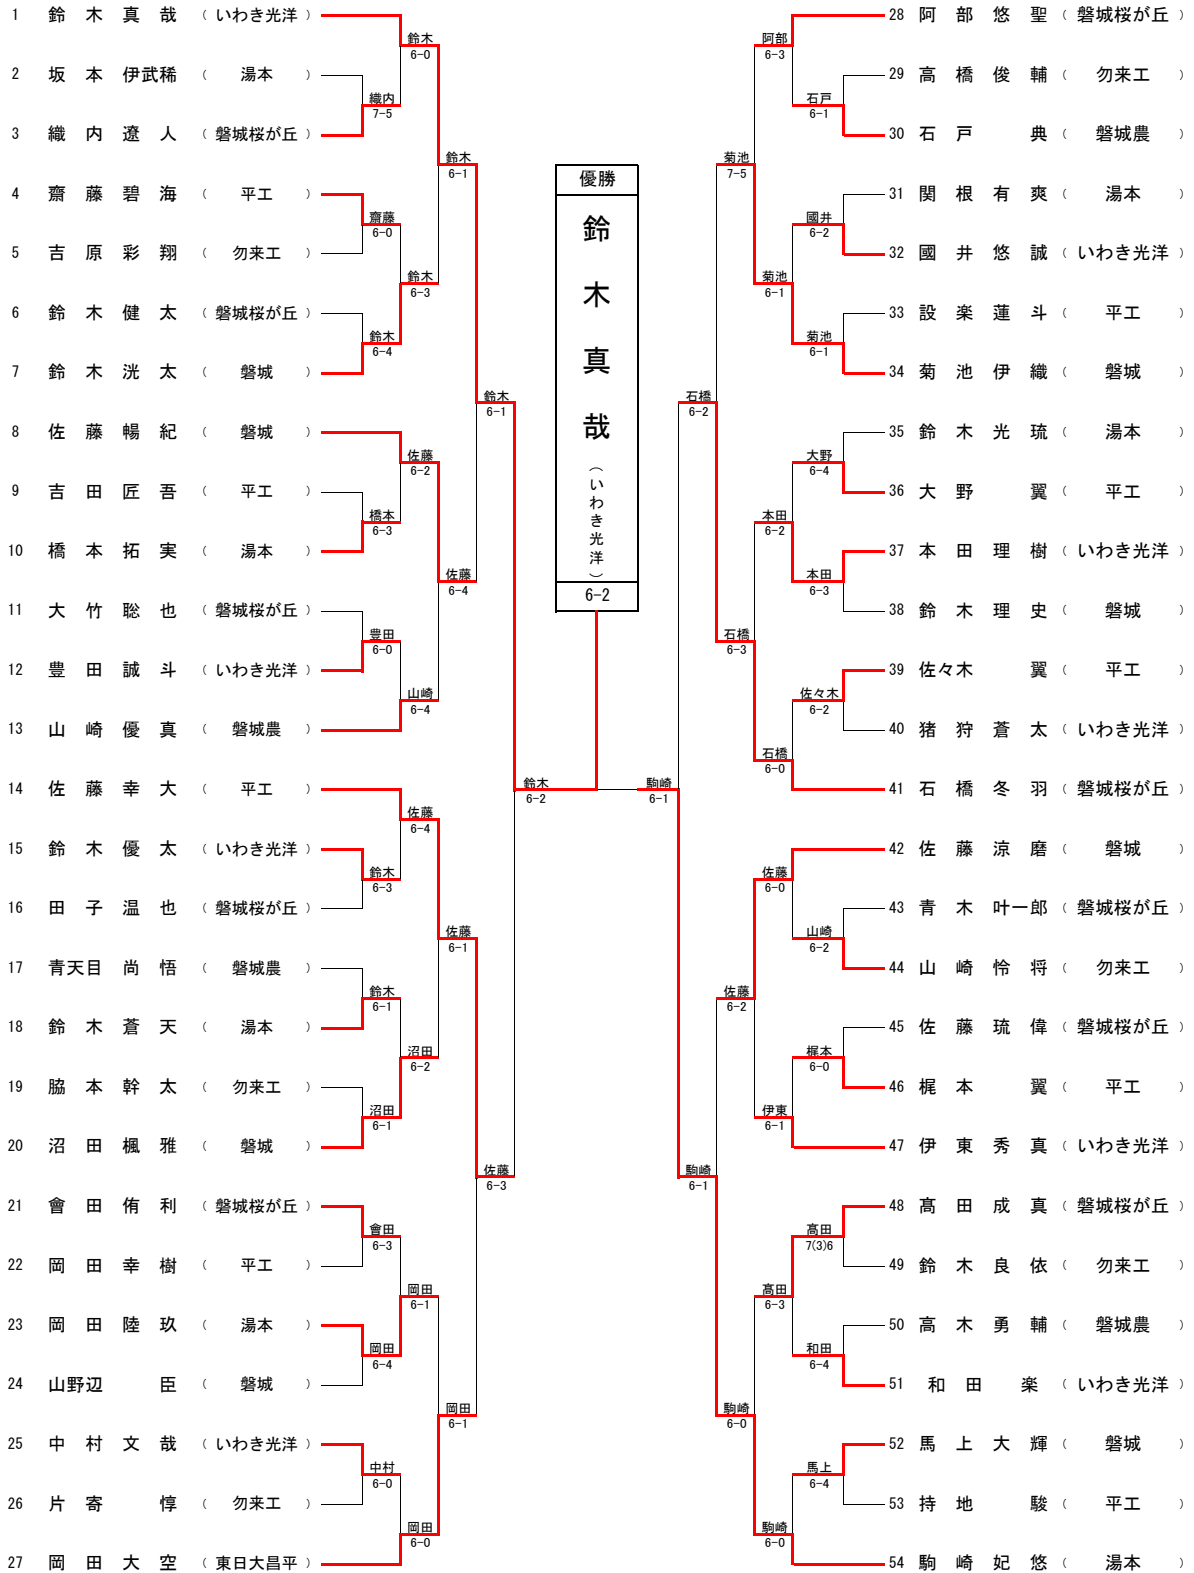 1 鈴木真哉 （いわき光洋）
2 坂本伊武稀 （湯本）
3 織内遼人 （磐城桜が丘）
4 齋藤碧海 （平工）
5 吉原彩翔 （勿来工）
6 鈴木健太 （磐城桜が丘）
7 鈴木洸太 （磐城）
8 佐藤暢紀 （磐城）
9 吉田匠吾 （平工）
10 橋本拓実 （湯本）
11 大竹聡也 （磐城桜が丘）
12 豊田誠斗 （いわき光洋）
13 山崎優真 （磐城農）
14 佐藤幸大 （平工）
15 鈴木優太 （いわき光洋）
16 田子温也 （磐城桜が丘）
17 青天目尚悟 （磐城農）
18 鈴木蒼天 （湯本）
19 脇本幹太 （勿来工）
20 沼田楓雅 （磐城）
21 會田侑利 （磐城桜が丘）
22 岡田幸樹 （平工）
23 岡田陸玖 （湯本）
24 山野辺臣 （磐城）
25 中村文哉 （いわき光洋）
26 片寄惇 （勿来工）
27 岡田大空 （東日大昌平）
織内
7-5
齋藤
6-0
鈴木
6-4
橋本
6-3
豊田
6-0
鈴木
6-3
鈴木
6-1
沼田
6-1
會田
6-3
岡田
6-4
中村
6-0
鈴木
6-0
鈴木
6-3
佐藤
6-2
山崎
6-4
佐藤
6-4
沼田
6-2
岡田
6-1
岡田
6-0
鈴木
6-1
佐藤
6-4
佐藤
6-1
岡田
6-1
鈴木
6-1
佐藤
6-3
鈴木
6-2
優勝
鈴木真哉
（いわき光洋）
6-2
駒崎
6-1
石橋
6-2
駒崎
6-1
菊池
7-5
石橋
6-3
佐藤
6-2
駒崎
6-0
阿部
6-3
菊池
6-1
本田
6-2
石橋
6-0
佐藤
6-0
伊東
6-1
髙田
6-3
駒崎
6-0
石戸
6-1
國井
6-2
菊池
6-1
大野
6-4
本田
6-3
佐々木
6-2
山崎
6-2
梶本
6-0
髙田
7(3)6
和田
6-4
馬上
6-4
28 阿部悠聖 （磐城桜が丘）
29 高橋俊輔 （勿来工）
30 石戸典 （磐城農）
31 関根有爽 （湯本）
32 國井悠誠 （いわき光洋）
33 設楽蓮斗 （平工）
34 菊池伊織 （磐城）
35 鈴木光琉 （湯本）
36 大野翼 （平工）
37 本田理樹 （いわき光洋）
38 鈴木理史 （磐城）
39 佐々木翼 （平工）
40 猪狩蒼太 （いわき光洋）
41 石橋冬羽 （磐城桜が丘）
42 佐藤涼磨 （磐城）
43 青木叶一郎 （磐城桜が丘）
44 山崎怜将 （勿来工）
45 佐藤琉偉 （磐城桜が丘）
46 梶本翼 （平工）
47 伊東秀真 （いわき光洋）
48 髙田成真 （磐城桜が丘）
49 鈴木良依 （勿来工）
50 高木勇輔 （磐城農）
51 和田楽 （いわき光洋）
52 馬上大輝 （磐城）
53 持地駿 （平工）
54 駒崎妃悠 （湯本）